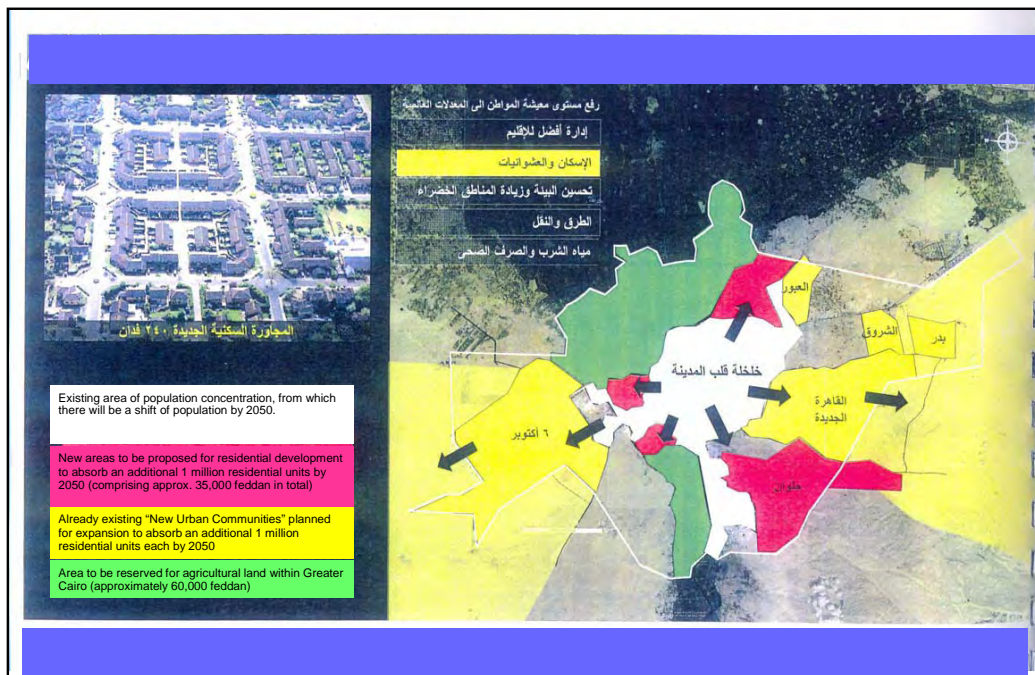 رفع مستوى معيشة المواطن الى المعدلات العالمية
إدارة أفضل للإقليم
الإسكان والعشوائيات
تحسين البيئة وزيادة المناطق الخضراء
الطرق والنقل
مياه الشرب والصرف الصحى
المجاورة السكنية الجديدة ٢٤٠ فدان
Existing area of population concentration, from which
there will be a shift of population by 2050.
New areas to be proposed for residential development
to absorb an additional 1 million residential units by
2050 (comprising approx. 35,000 feddan in total)
Already existing “New Urban Communities” planned
for expansion to absorb an additional 1 million
residential units each by 2050
Area to be reserved for agricultural land within Greater
Cairo (approximately 60,000 feddan)
العبور
الشروق
بدر
خلخلة قلب المدينة
القاهرة
الجديدة
٦ أكتوبر
حلوان